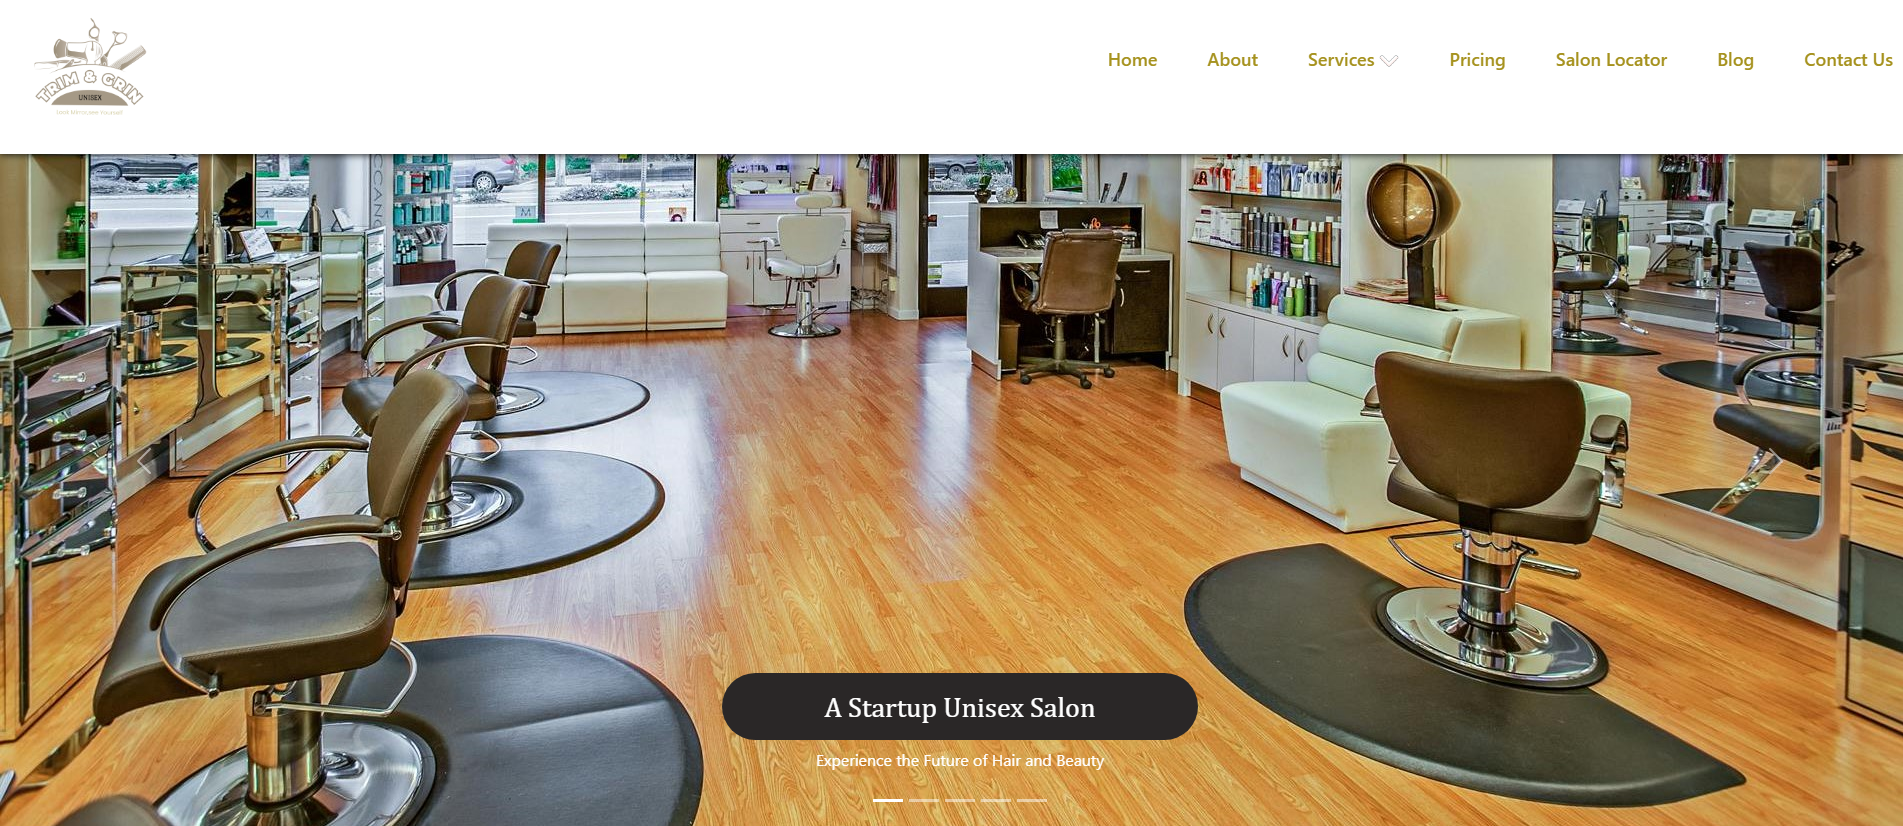 TRIM & GRIN
UNISEX
Home
About
Services
Pricing
Salon Locator
Blog
Contact Us
A Startup Unisex Salon
Experience the Future of Hair and Beauty